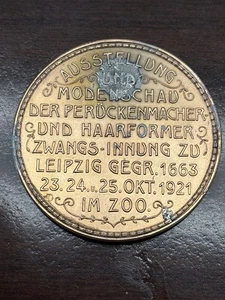 AUSSTELLUNG
UND
MODENSCHAU
DER PERÜCKENMACHER-
UND HAARFORMER
ZWANGS-INNUNG ZU
LEIPZIG GEGR. 1663
23. 24. U. 25. OKT. 1921
IM ZOO.